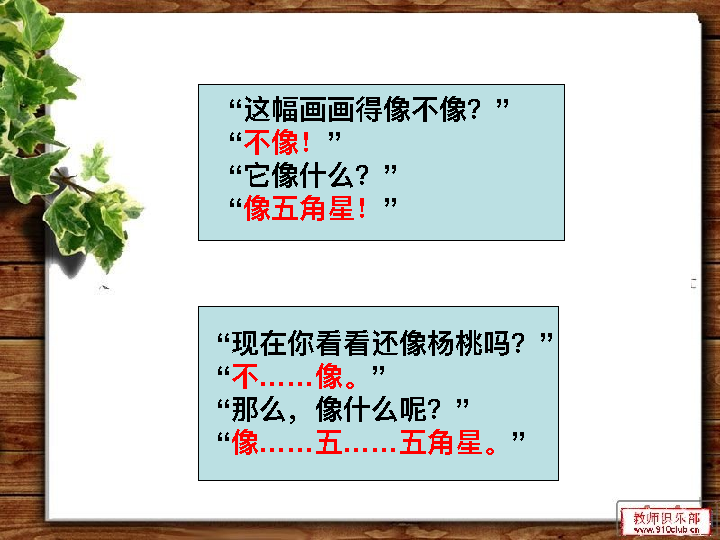 “这幅画画得像不像？”
“不像！”
“它像什么？”
“像五角星！”
“现在你看看还像杨桃吗？”
“不……像。”
“那么，像什么呢？”
“像……五……五角星。”
教师俱乐部
www.910club.cn